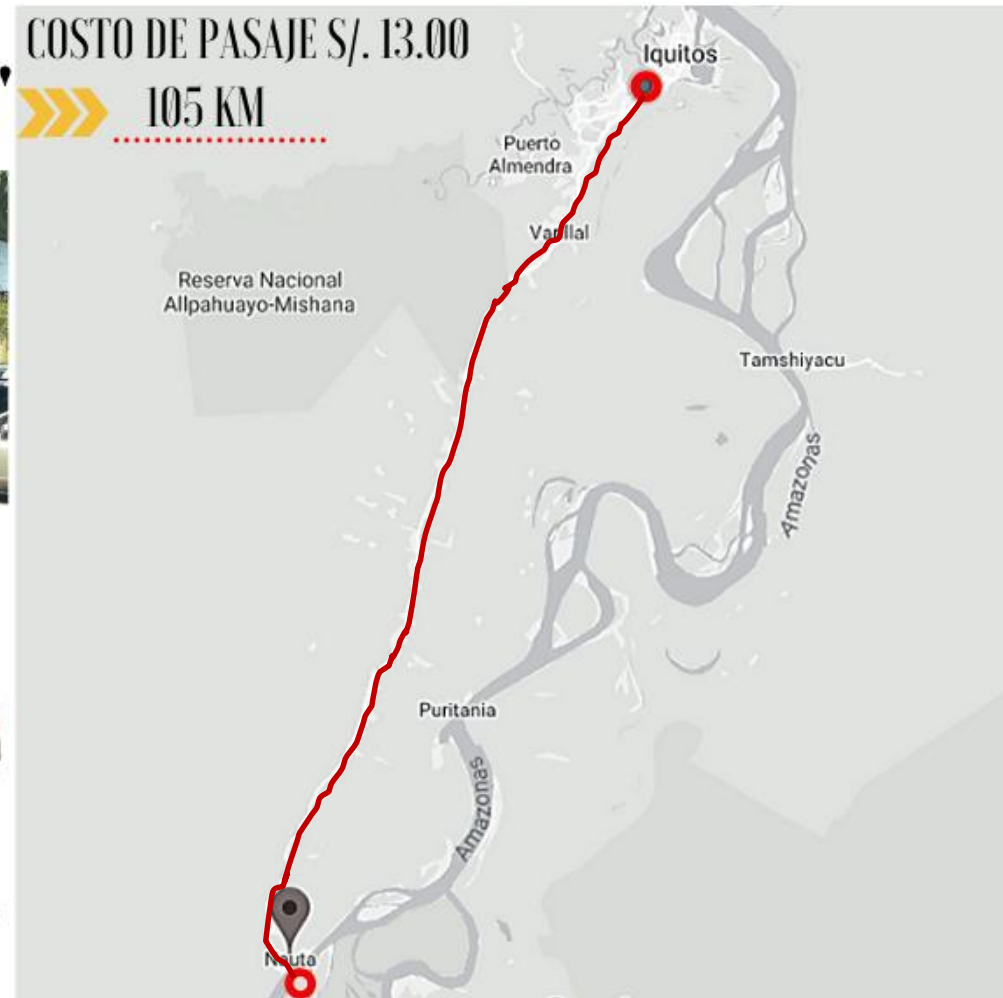 COSTO DE PASAJE S/. 13.00
105 KM
Iquitos
Puerto
Almendra
Varillal
Reserva Nacional
Allpahuayo-Mishana
Tamshiyacu
Amazonas
Puritania
Amazonas
Nauta